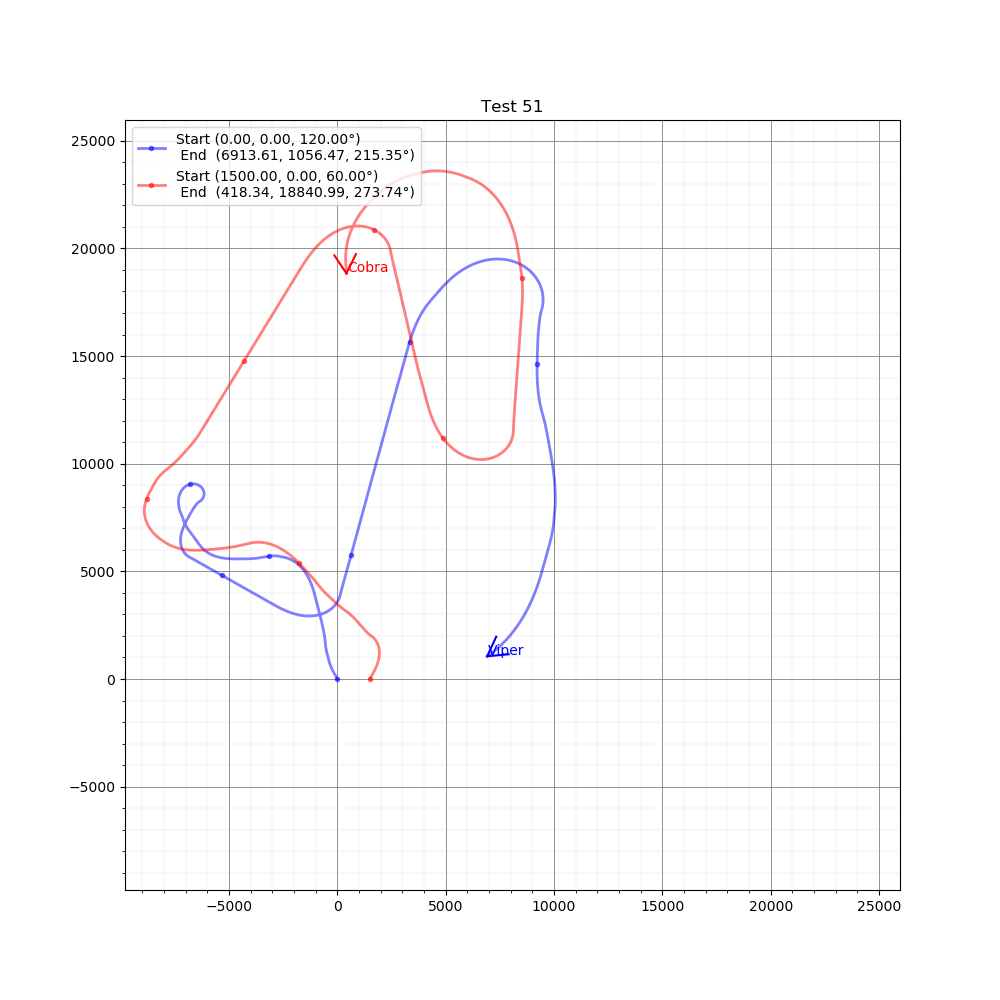 Test 51
Start (0.00, 0.00, 120.00°)
End (6913.61, 1056.47, 215.35°)
Start (1500.00, 0.00, 60.00°)
End (418.34, 18840.99, 273.74°)
25000
20000
15000
10000
5000
0
−5000
Cobra
Viper
−5000 0 5000 10000 15000 20000 25000